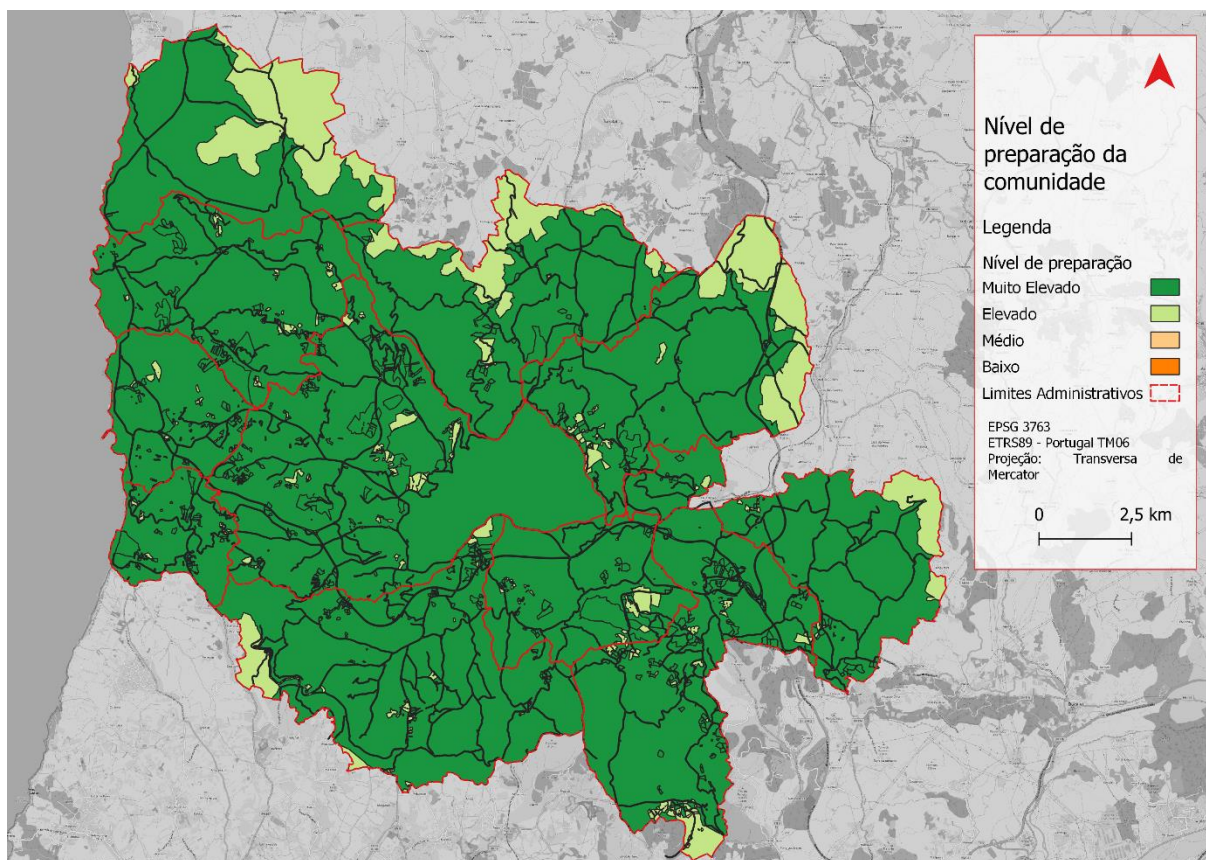 Nível de
preparação da
comunidade
Legenda
Nível de preparação
Muito Elevado
Elevado
Médio
Baixo
Limites Administrativos
EPSG 3763
ETRS89 - Portugal TM06
Projeção: Transversa de
Mercator
0 2,5 km